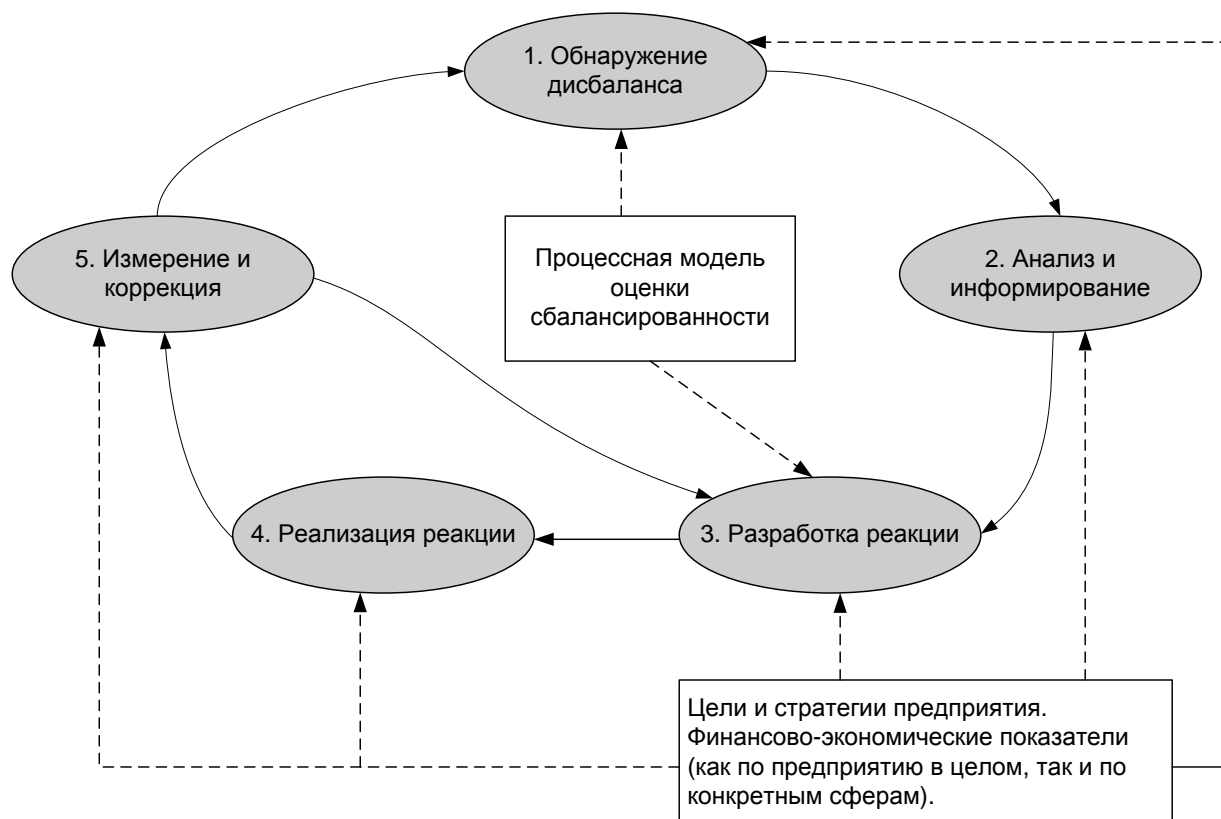 1. Обнаружение
дисбаланса
5. Измерение и
коррекция
Процессная модель
оценки
сбалансированности
2. Анализ и
информирование
4. Реализация реакции
3. Разработка реакции
Цели и стратегии предприятия.
Финансово-экономические показатели
(как по предприятию в целом, так и по
конкретным сферам).